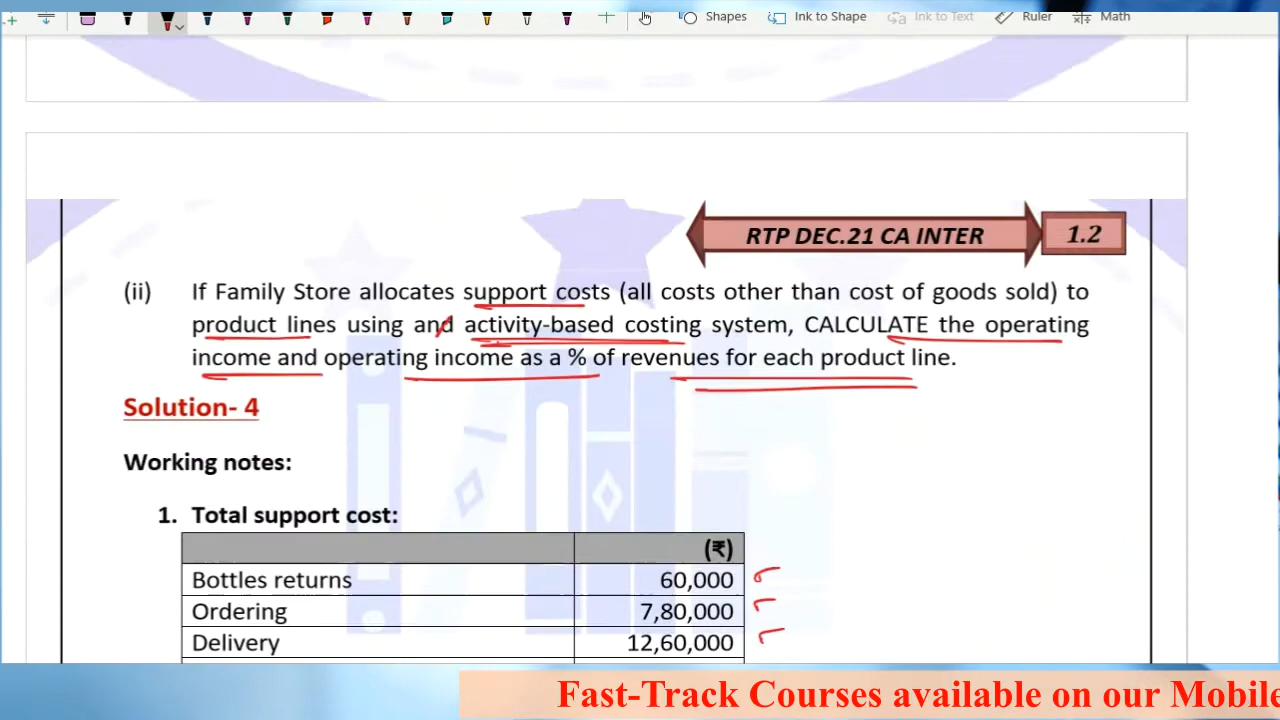 Shapes
Ink to Shape
Ink to Text
Ruler
Math
RTP DEC.21 CA INTER
1.2
(ii) If Family Store allocates support costs (all costs other than cost of goods sold) to
product lines using and activity-based costing system, CALCULATE the operating
income and operating income as a % of revenues for each product line.
Solution- 4
Working notes:
1. Total support cost:
(₹)
Bottles returns 60,000
Ordering 7,80,000
Delivery 12,60,000
Fast-Track Courses available on our Mobile